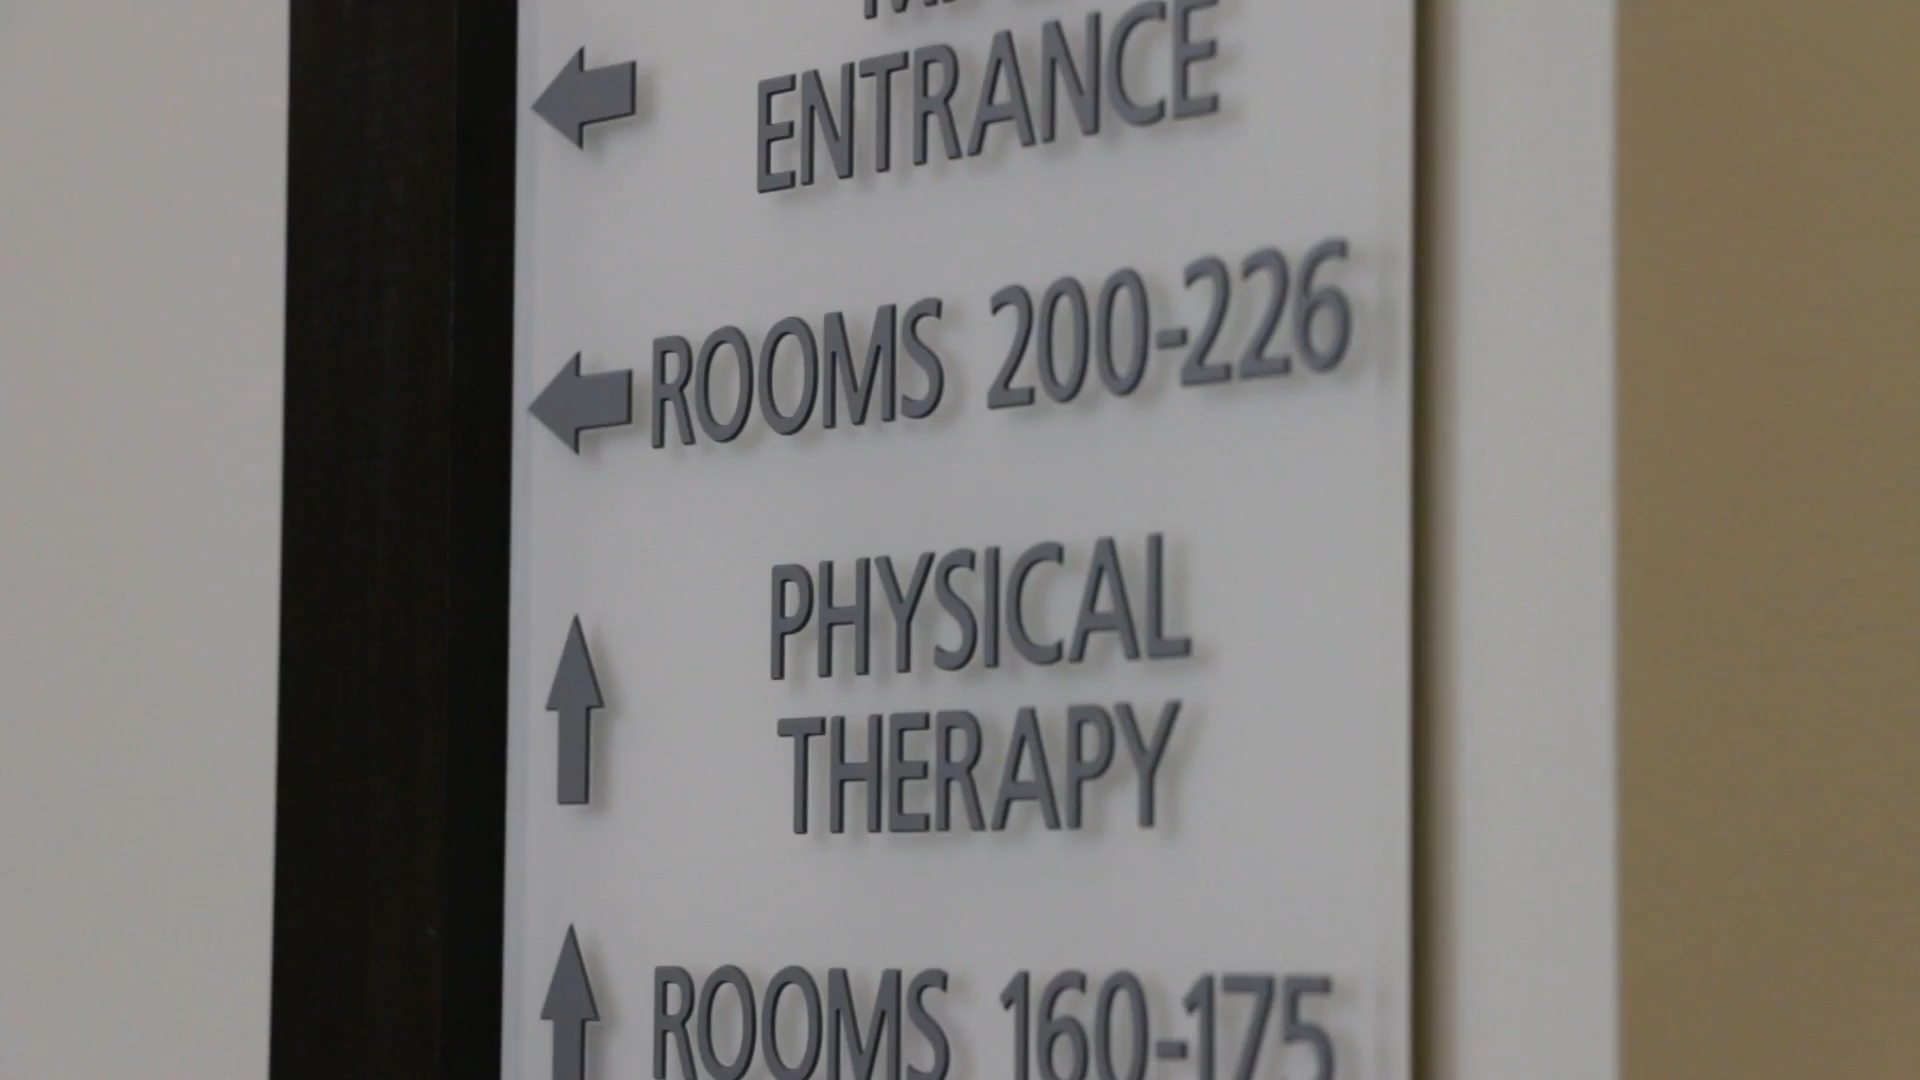 ENTRANCE
ROOMS 200-226
PHYSICAL
THERAPY
ROOMS 160-175